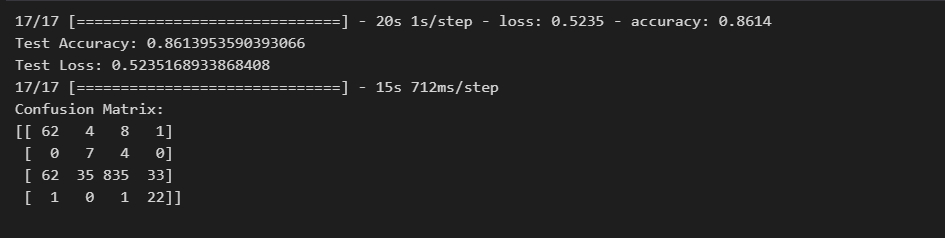 17/17 [==============================] - 20s 1s/step - loss: 0.5235 - accuracy: 0.8614
Test Accuracy: 0.8613953590393066
Test Loss: 0.5235168933868408
17/17 [==============================] - 15s 712ms/step
Confusion Matrix:
[[ 62   4   8   1]
 [  0   7   4   0]
 [ 62  35 835  33]
 [  1   0   1  22]]